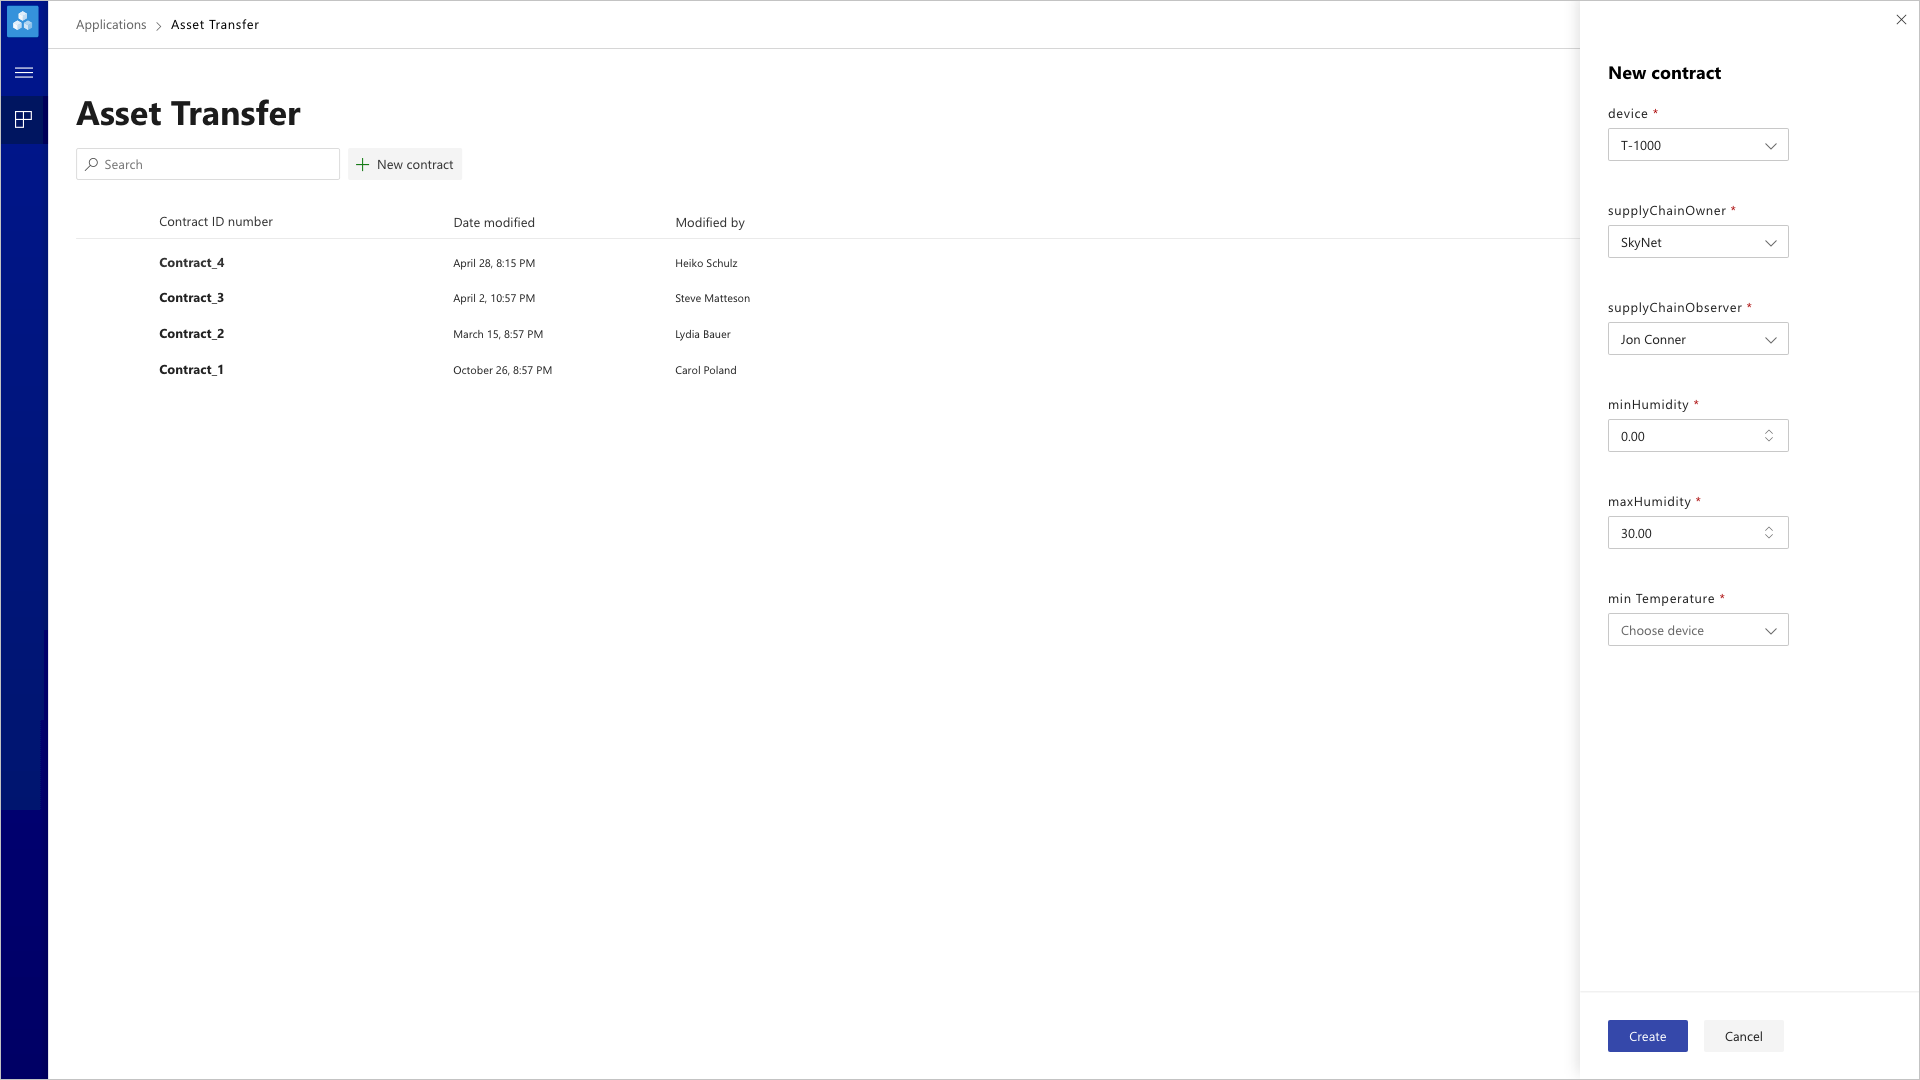 Applications > Asset Transfer
Asset Transfer
Search
New contract
Contract ID number Date modified Modified by
Contract_4 April 28, 8:15 PM Heiko Schulz
Contract_3 April 2, 10:57 PM Steve Matteson
Contract_2 March 15, 8:57 PM Lydia Bauer
Contract_1 October 26, 8:57 PM Carol Poland
New contract
device *
T-1000
supplyChainOwner *
SkyNet
supplyChainObserver *
Jon Conner
minHumidity *
0.00
maxHumidity *
30.00
min Temperature *
Choose device
Create Cancel